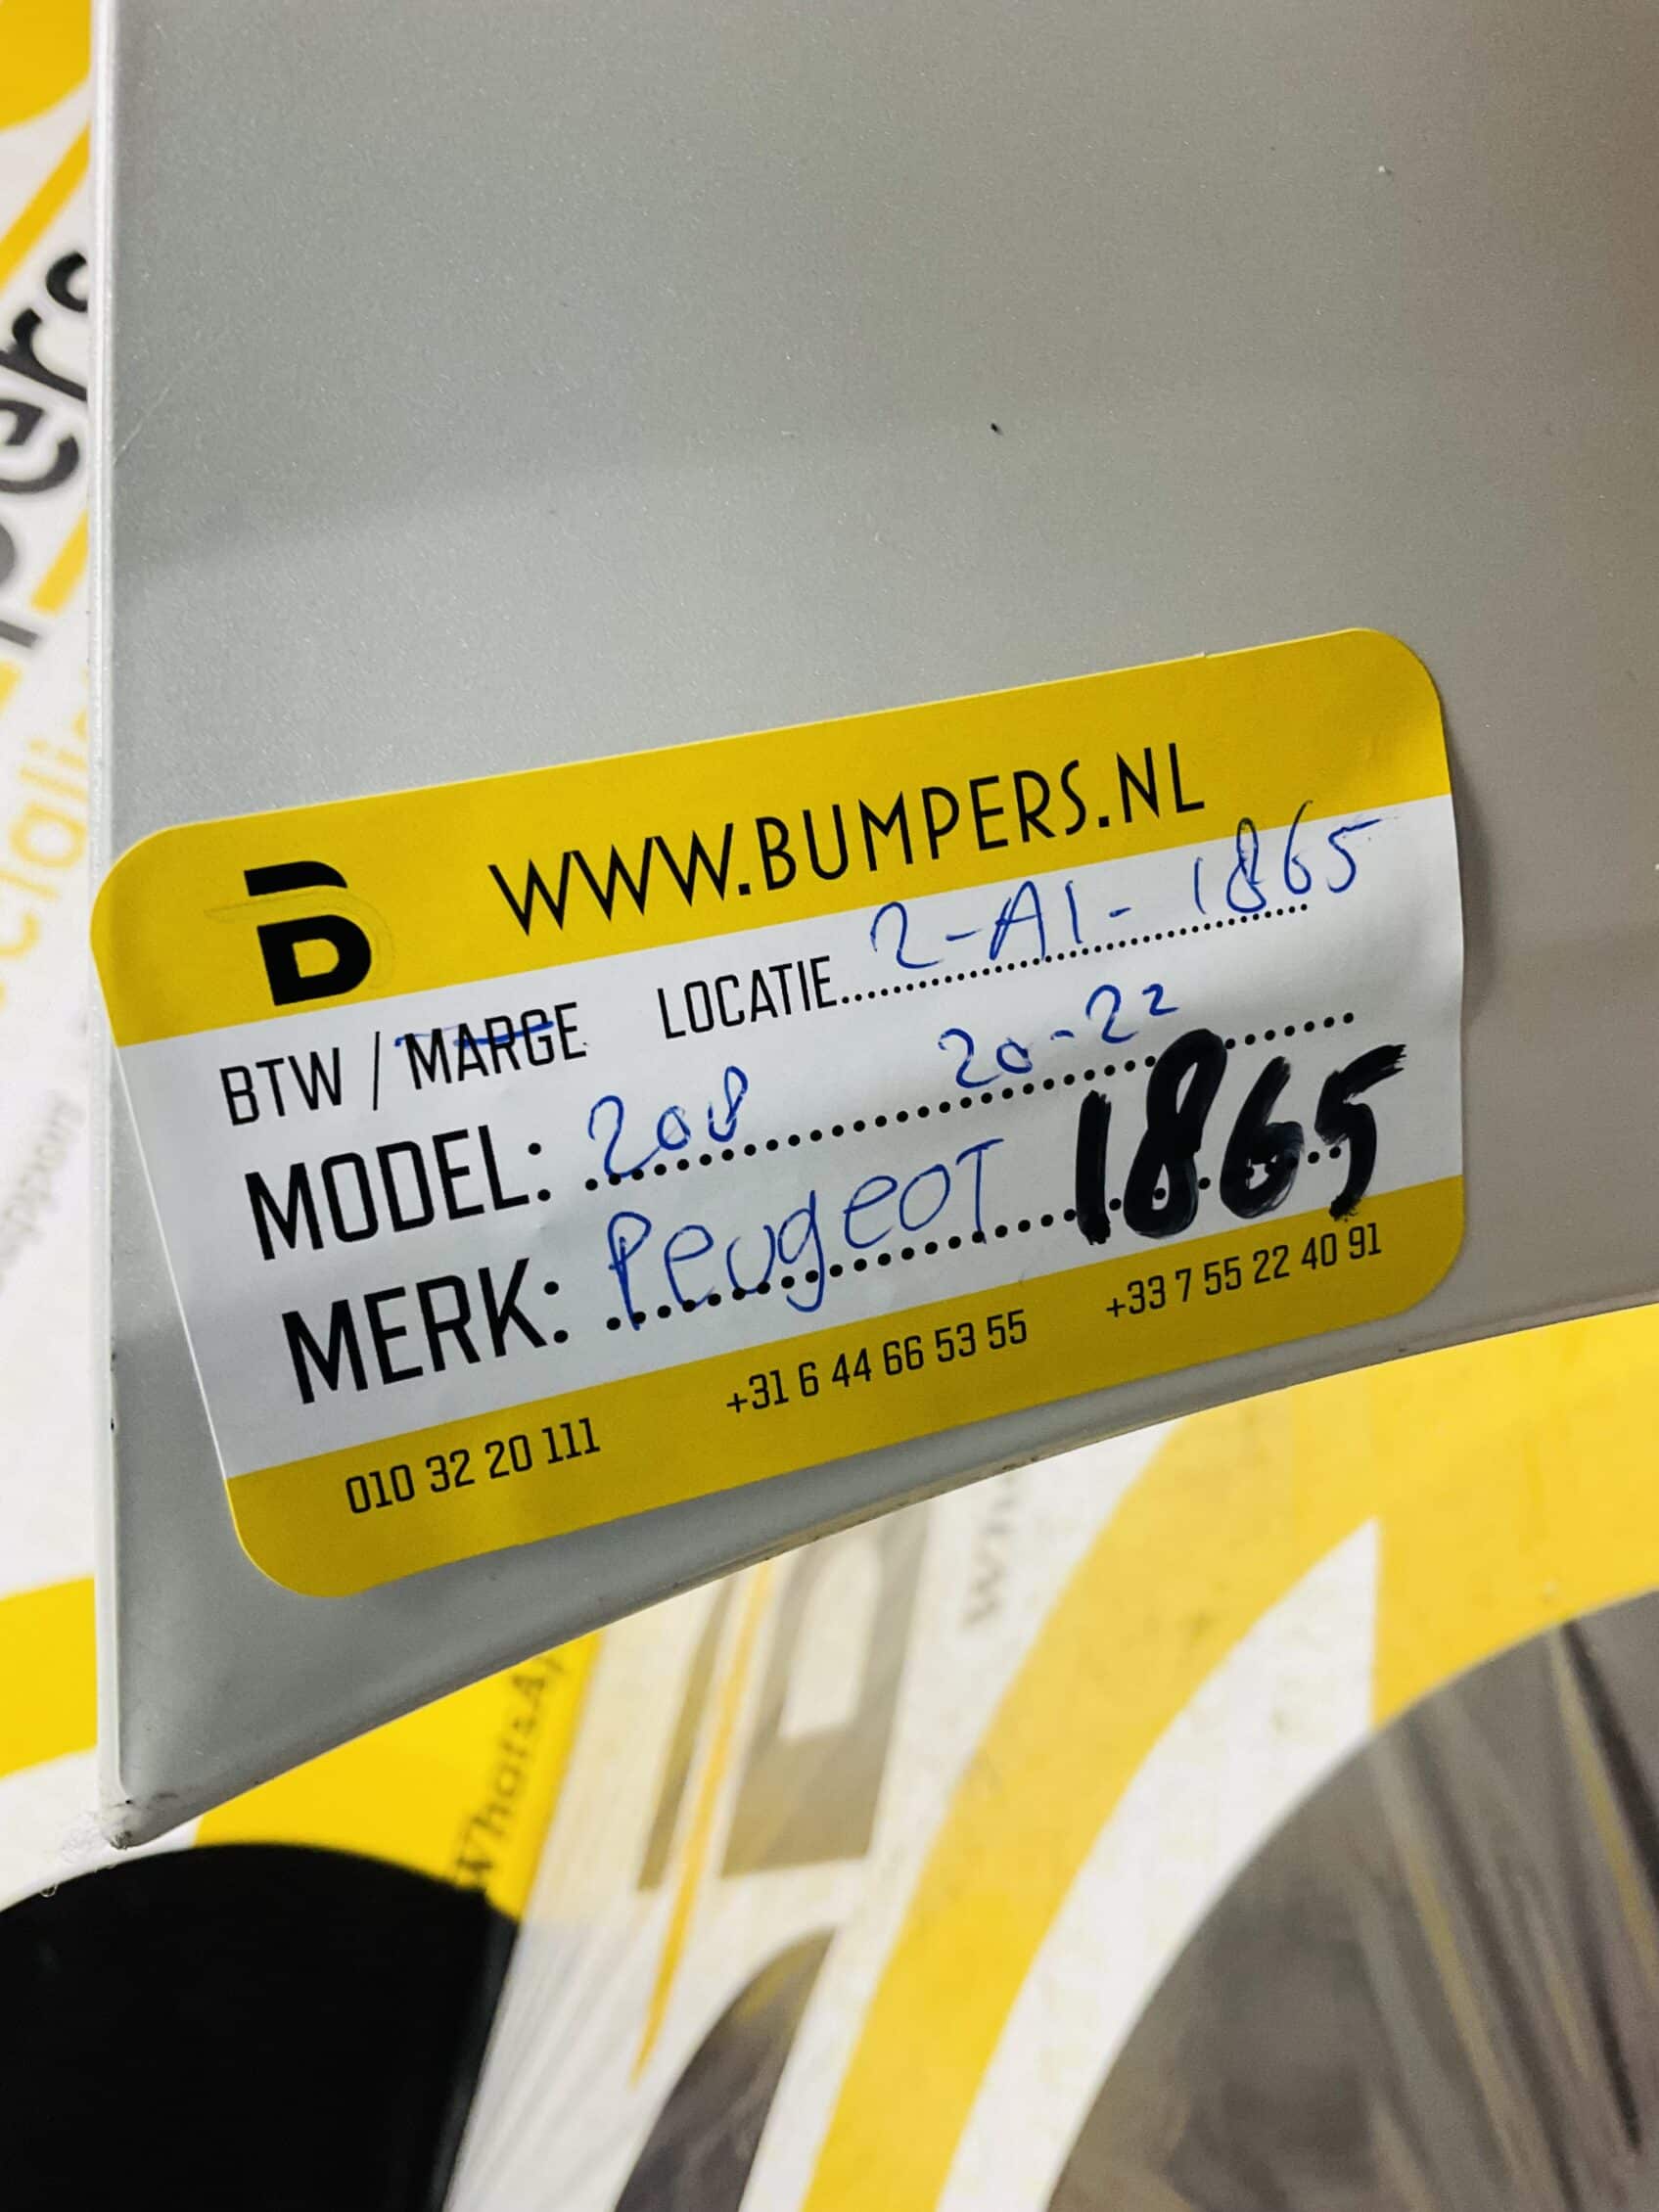 WWW.BUMPERS.NL
BTW / MARGE LOCATIE 2-A1-1865
MODEL: 208 20-22
MERK: Peugeot 1865
010 32 20 111 +31 6 44 66 53 55 +33 7 55 22 40 91
WhatsAp